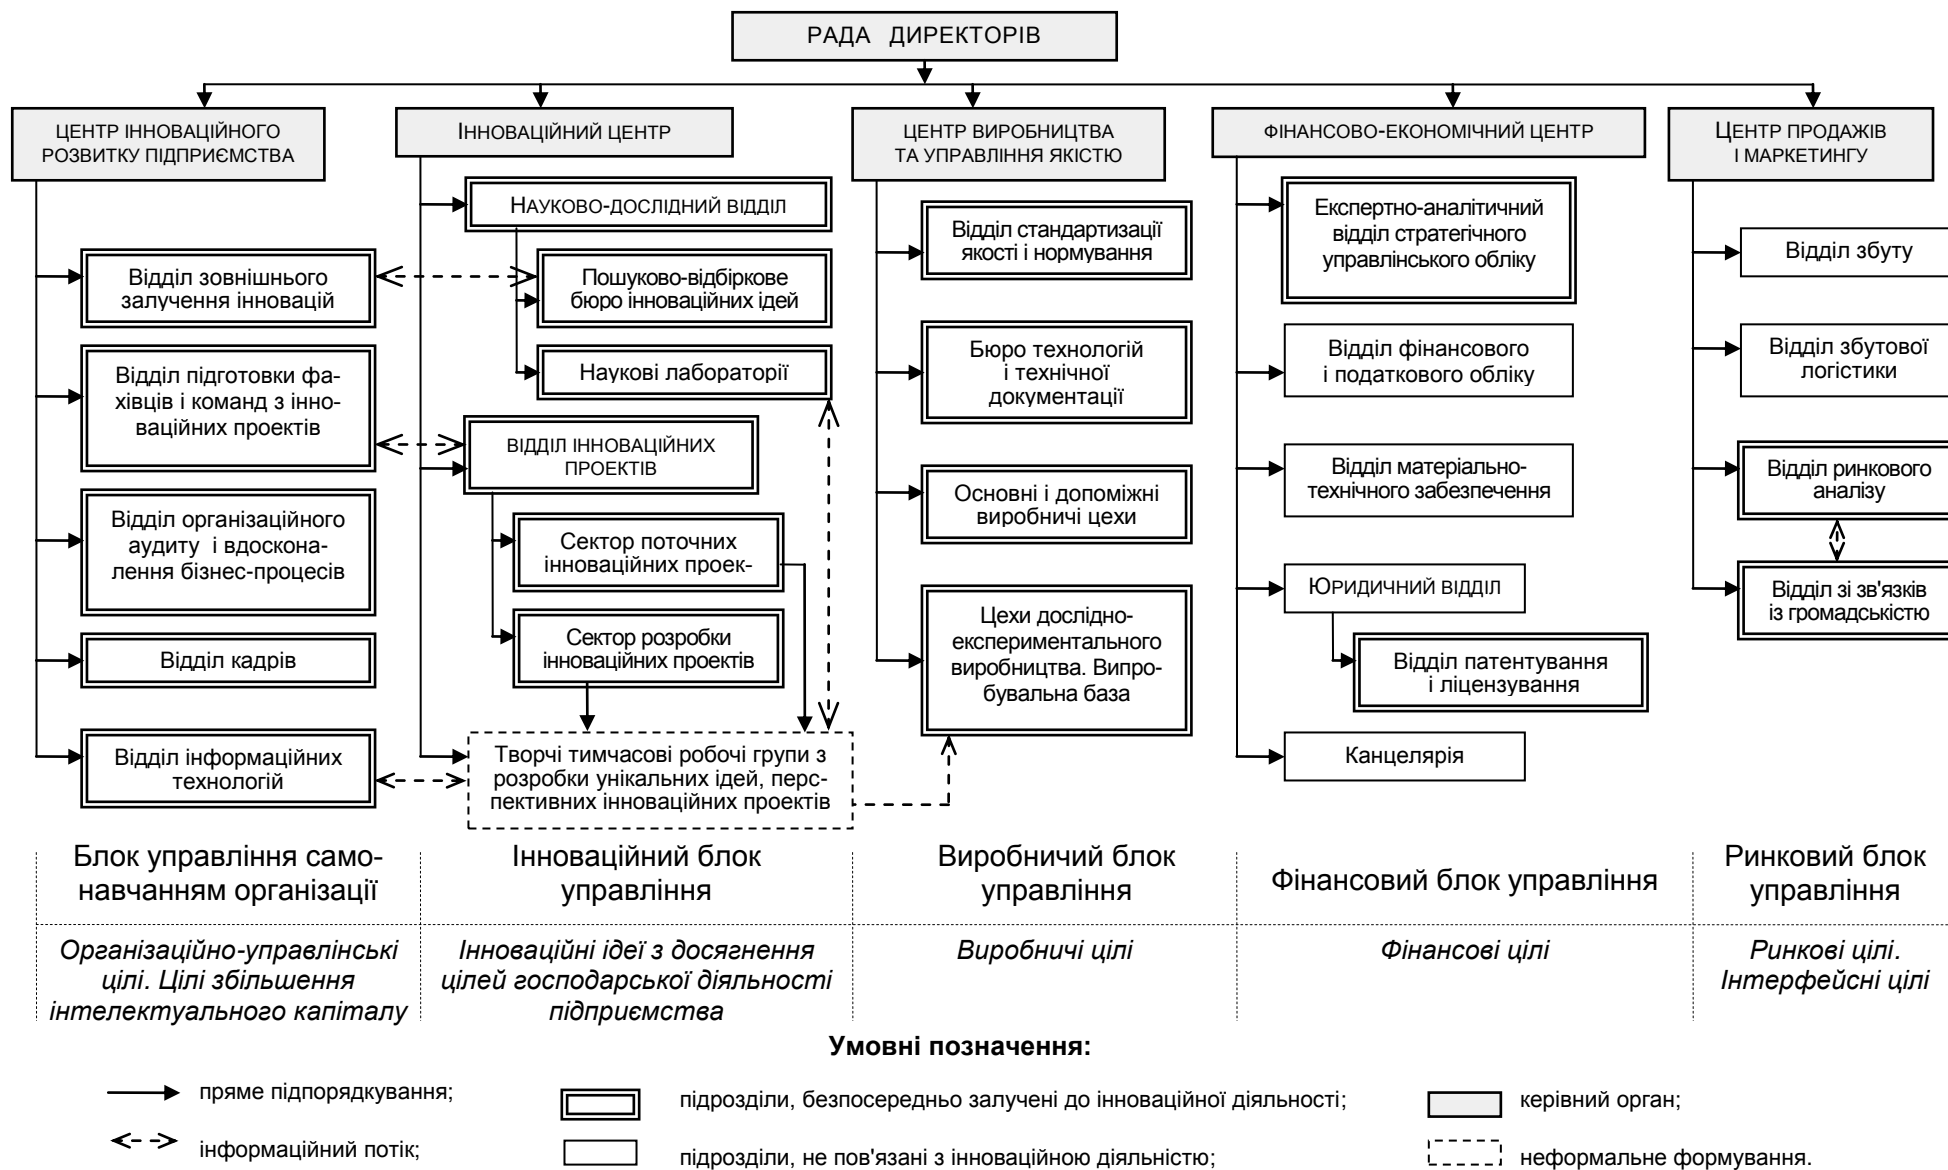 РАДА ДИРЕКТОРІВ
ЦЕНТР ІННОВАЦІЙНОГО
РОЗВИТКУ ПІДПРИЄМСТВА
ІННОВАЦІЙНИЙ ЦЕНТР
ЦЕНТР ВИРОБНИЦТВА
ТА УПРАВЛІННЯ ЯКІСТЮ
ФІНАНСОВО-ЕКОНОМІЧНИЙ ЦЕНТР
ЦЕНТР ПРОДАЖІВ
І МАРКЕТИНГУ
Відділ зовнішнього
залучення інновацій
Відділ підготовки фа-
хівців і команд з інно-
ваційних проектів
Відділ організаційного
аудиту і вдоскона-
лення бізнес-процесів
Відділ кадрів
Відділ інформаційних
технологій
НАУКОВО-ДОСЛІДНИЙ ВІДДІЛ
Пошуково-відбіркове
бюро інноваційних ідей
Наукові лабораторії
ВІДДІЛ ІННОВАЦІЙНИХ
ПРОЕКТІВ
Сектор поточних
інноваційних проек-
Сектор розробки
інноваційних проектів
Творчі тимчасові робочі групи з
розробки унікальних ідей, перс-
пективних інноваційних проектів
Відділ стандартизації
якості і нормування
Бюро технологій
і технічної
документації
Основні і допоміжні
виробничі цехи
Цехи дослідно-
експериментального
виробництва. Випро-
бувальна база
Експертно-аналітичний
відділ стратегічного
управлінського обліку
Відділ фінансового
і податкового обліку
Відділ матеріально-
технічного забезпечення
ЮРИДИЧНИЙ ВІДДІЛ
Відділ патентування
і ліцензування
Канцелярія
Відділ збуту
Відділ збутової
логістики
Відділ ринкового
аналізу
Відділ зі зв'язків
із громадськістю
Блок управління само-
навчанням організації
Інноваційний блок
управління
Виробничий блок
управління
Фінансовий блок управління
Ринковий блок
управління
Організаційно-управлінські
цілі. Цілі збільшення
інтелектуального капіталу
Інноваційні ідеї з досягнення
цілей господарської діяльності
підприємства
Виробничі цілі
Фінансові цілі
Ринкові цілі.
Інтерфейсні цілі
Умовні позначення:
пряме підпорядкування;
підрозділи, безпосередньо залучені до інноваційної діяльності;
керівний орган;
інформаційний потік;
підрозділи, не пов'язані з інноваційною діяльністю;
неформальне формування.